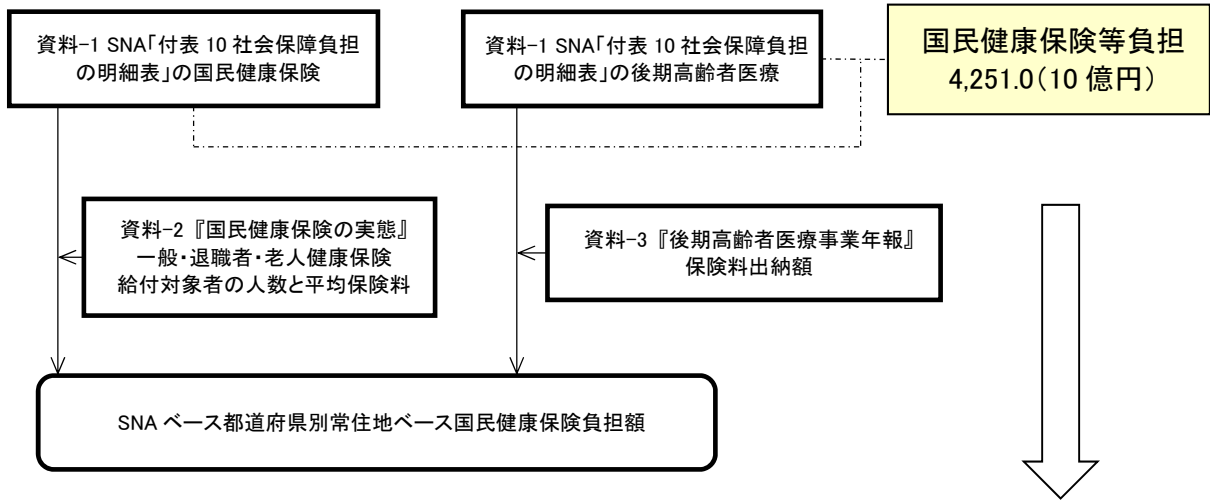 資料-1 SNA「付表 10 社会保障負担
の明細表」の国民健康保険
資料-1 SNA「付表 10 社会保障負担
の明細表」の後期高齢者医療
国民健康保険等負担
4,251.0(10 億円)
資料-2 『国民健康保険の実態』
一般・退職者・老人健康保険
給付対象者の人数と平均保険料
資料-3 『後期高齢者医療事業年報』
保険料出納額
SNA ベース都道府県別常住地ベース国民健康保険負担額